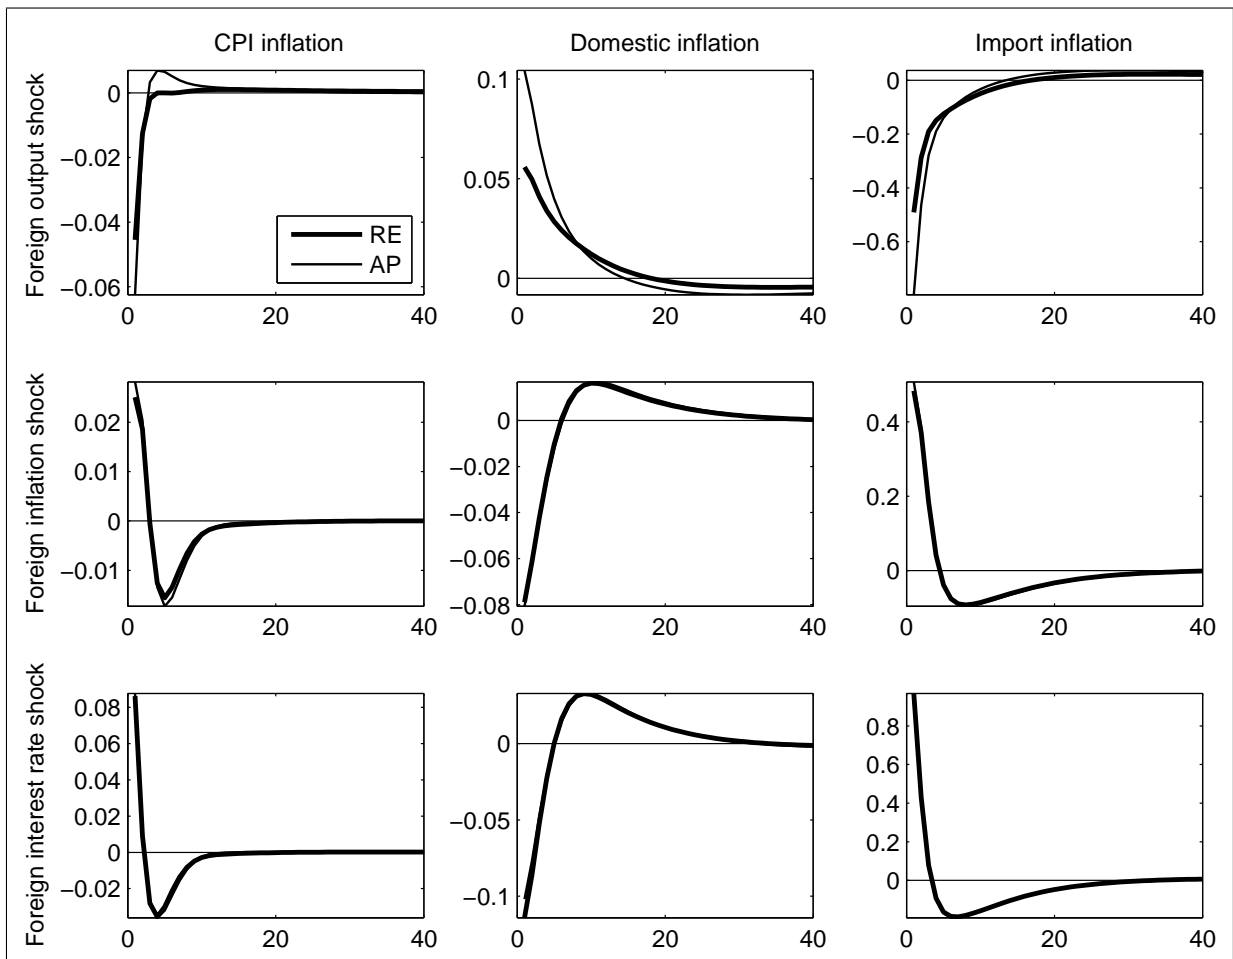 CPI inflation Domestic inflation Import inflation
Foreign output shock
0
−0.02
−0.04
−0.06
0 20 40
RE
AP
0.1
0.05
0
0 20 40
0
−0.2
−0.4
−0.6
0 20 40
Foreign inflation shock
0.02
0.01
0
−0.01
0 20 40
0
−0.02
−0.04
−0.06
−0.08
0 20 40
0.4
0.2
0
0 20 40
Foreign interest rate shock
0.08
0.06
0.04
0.02
0
−0.02
0 20 40
0
−0.05
−0.1
0 20 40
0.8
0.6
0.4
0.2
0
0 20 40